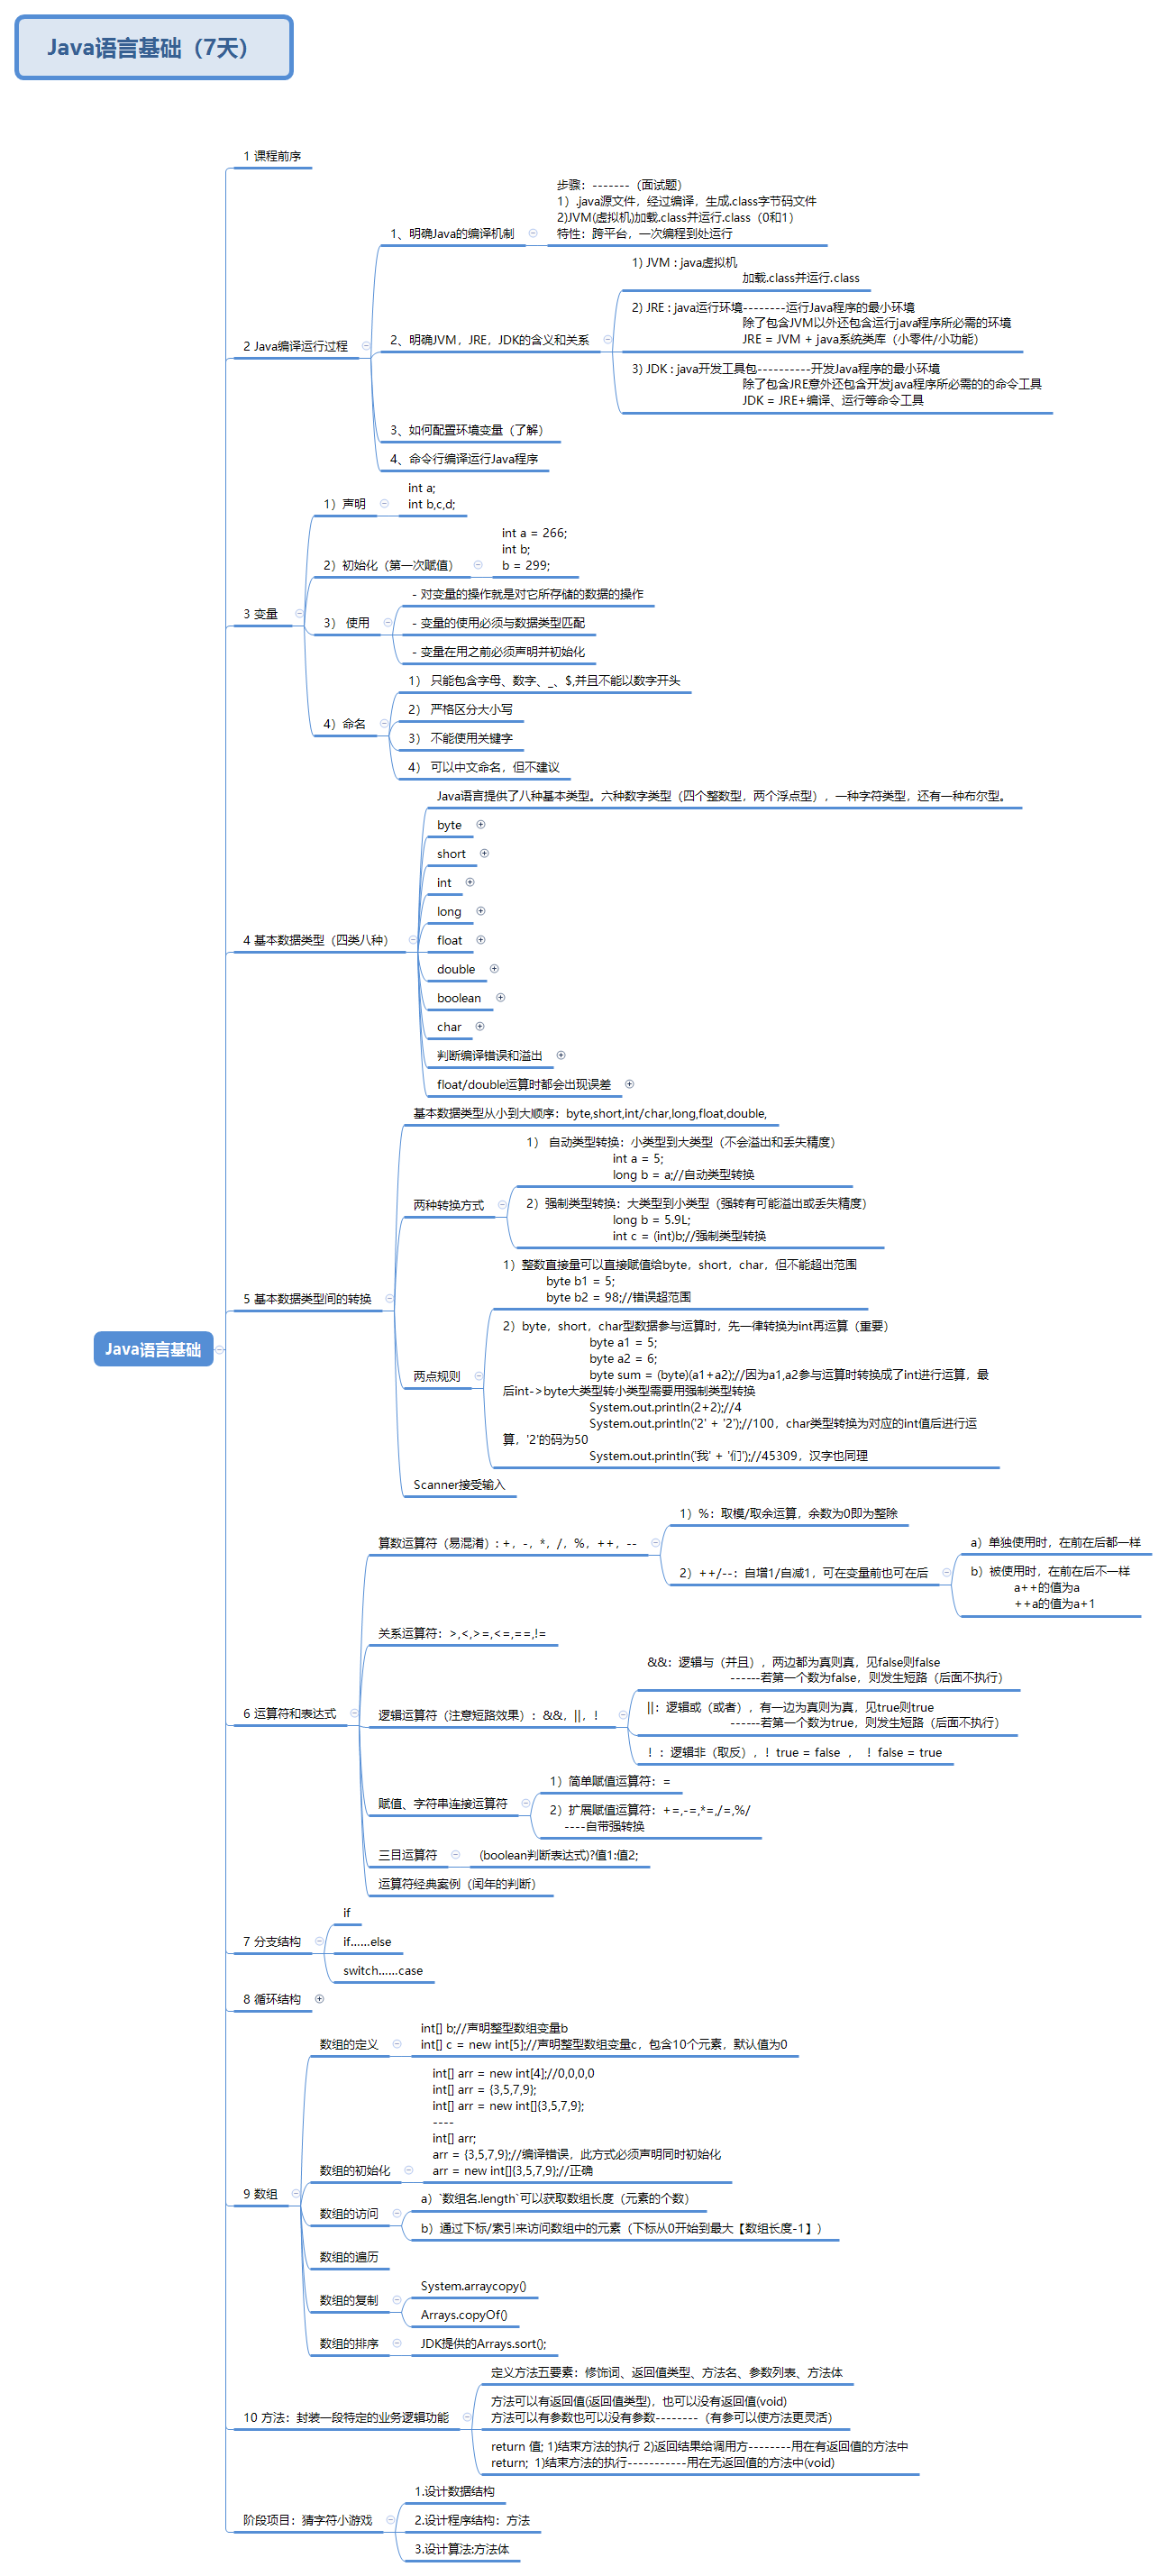 Java语言基础（7天）
1 课程前序
步骤：-------（面试题）
1）.java源文件，经过编译，生成.class字节码文件
2)JVM(虚拟机)加载.class并运行.class（0和1）
特性：跨平台，一次编程到处运行
1、明确Java的编译机制
1) JVM : java虚拟机
加载.class并运行.class
2) JRE : java运行环境--------运行Java程序的最小环境
除了包含JVM以外还包含运行java程序所必需的环境
JRE = JVM + java系统类库（小零件/小功能）
2、明确JVM，JRE，JDK的含义和关系
2 Java编译运行过程
3) JDK : java开发工具包----------开发Java程序的最小环境
除了包含JRE意外还包含开发java程序所必需的的命令工具
JDK = JRE+编译、运行等命令工具
3、如何配置环境变量（了解）
4、命令行编译运行Java程序
1）声明
int a;
int b,c,d;
2）初始化（第一次赋值）
int a = 266;
int b;
b = 299;
3 变量
3） 使用
- 对变量的操作就是对它所存储的数据的操作
- 变量的使用必须与数据类型匹配
- 变量在用之前必须声明并初始化
4）命名
1） 只能包含字母、数字、_、$,并且不能以数字开头
2） 严格区分大小写
3） 不能使用关键字
4） 可以中文命名，但不建议
4 基本数据类型（四类八种）
Java语言提供了八种基本类型。六种数字类型（四个整数型，两个浮点型），一种字符类型，还有一种布尔型。
byte
short
int
long
float
double
boolean
char
判断编译错误和溢出
float/double运算时都会出现误差
5 基本数据类型间的转换
基本数据类型从小到大顺序：byte,short,int/char,long,float,double,
两种转换方式
1） 自动类型转换：小类型到大类型（不会溢出和丢失精度）
int a = 5;
long b = a;//自动类型转换
2）强制类型转换：大类型到小类型（强转有可能溢出或丢失精度）
long b = 5.9L;
int c = (int)b;//强制类型转换
两点规则
1）整数直接量可以直接赋值给byte，short，char，但不能超出范围
byte b1 = 5;
byte b2 = 98;//错误超范围
2）byte，short，char型数据参与运算时，先一律转换为int再运算（重要）
byte a1 = 5;
byte a2 = 6;
byte sum = (byte)(a1+a2);//因为a1,a2参与运算时转换成了int进行运算，最
后int->byte大类型转小类型需要用强制类型转换
System.out.println(2+2);//4
System.out.println('2' + '2');//100，char类型转换为对应的int值后进行运
算，'2'的码为50
System.out.println('我' + '们');//45309，汉字也同理
Scanner接受输入
Java语言基础
6 运算符和表达式
算数运算符（易混淆）: +，-，*，/，%，++，--
1）%：取模/取余运算，余数为0即为整除
2）++/--：自增1/自减1，可在变量前也可在后
a）单独使用时，在前在后都一样
b）被使用时，在前在后不一样
a++的值为a
++a的值为a+1
关系运算符：>,<,>=,<=,==,!=
逻辑运算符（注意短路效果）：&&，||，!
&&：逻辑与（并且），两边都为真则真，见false则false
------若第一个数为false，则发生短路（后面不执行）
||：逻辑或（或者），有一边为真则为真，见true则true
------若第一个数为true，则发生短路（后面不执行）
！：逻辑非（取反），！true = false ， ！false = true
赋值、字符串连接运算符
1）简单赋值运算符：=
2）扩展赋值运算符：+=,-=,*=,/=,%/
----自带强转换
三目运算符
(boolean判断表达式)?值1:值2;
运算符经典案例（闰年的判断）
7 分支结构
if
if……else
switch……case
8 循环结构
9 数组
数组的定义
int[] b;//声明整型数组变量b
int[] c = new int[5];//声明整型数组变量c，包含10个元素，默认值为0
数组的初始化
int[] arr = new int[4];//0,0,0,0
int[] arr = {3,5,7,9};
int[] arr = new int[]{3,5,7,9};
----
int[] arr;
arr = {3,5,7,9};//编译错误，此方式必须声明同时初始化
arr = new int[]{3,5,7,9};//正确
数组的访问
a）`数组名.length`可以获取数组长度（元素的个数）
b）通过下标/索引来访问数组中的元素（下标从0开始到最大【数组长度-1】）
数组的遍历
数组的复制
System.arraycopy()
Arrays.copyOf()
数组的排序
JDK提供的Arrays.sort();
10 方法：封装一段特定的业务逻辑功能
定义方法五要素：修饰词、返回值类型、方法名、参数列表、方法体
方法可以有返回值(返回值类型)，也可以没有返回值(void)
方法可以有参数也可以没有参数--------（有参可以使方法更灵活）
return 值; 1)结束方法的执行 2)返回结果给调用方--------用在有返回值的方法中
return; 1)结束方法的执行-----------用在无返回值的方法中(void)
阶段项目：猜字符小游戏
1.设计数据结构
2.设计程序结构：方法
3.设计算法:方法体